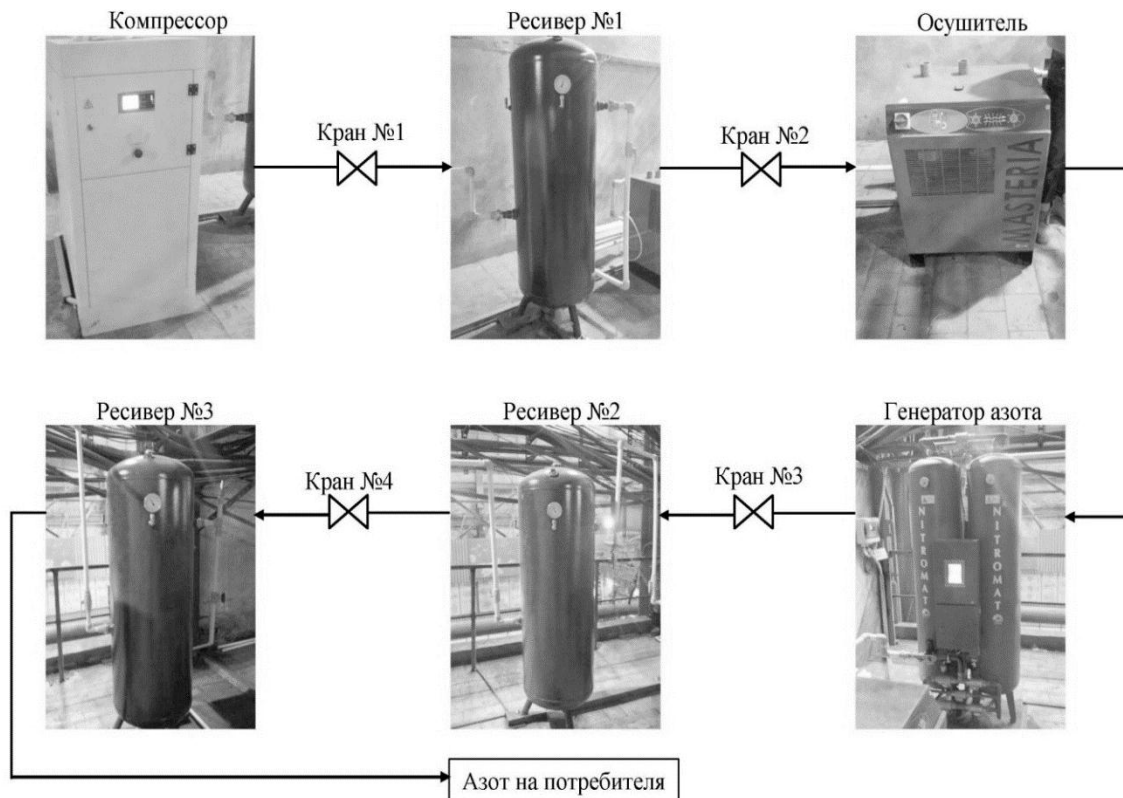 Компрессор
Ресивер №1
Осушитель
Кран №1
Кран №2
MASTERIA
Ресивер №3
Ресивер №2
Генератор азота
Кран №4
Кран №3
NITROMAT
NITROMAT
Азот на потребителя